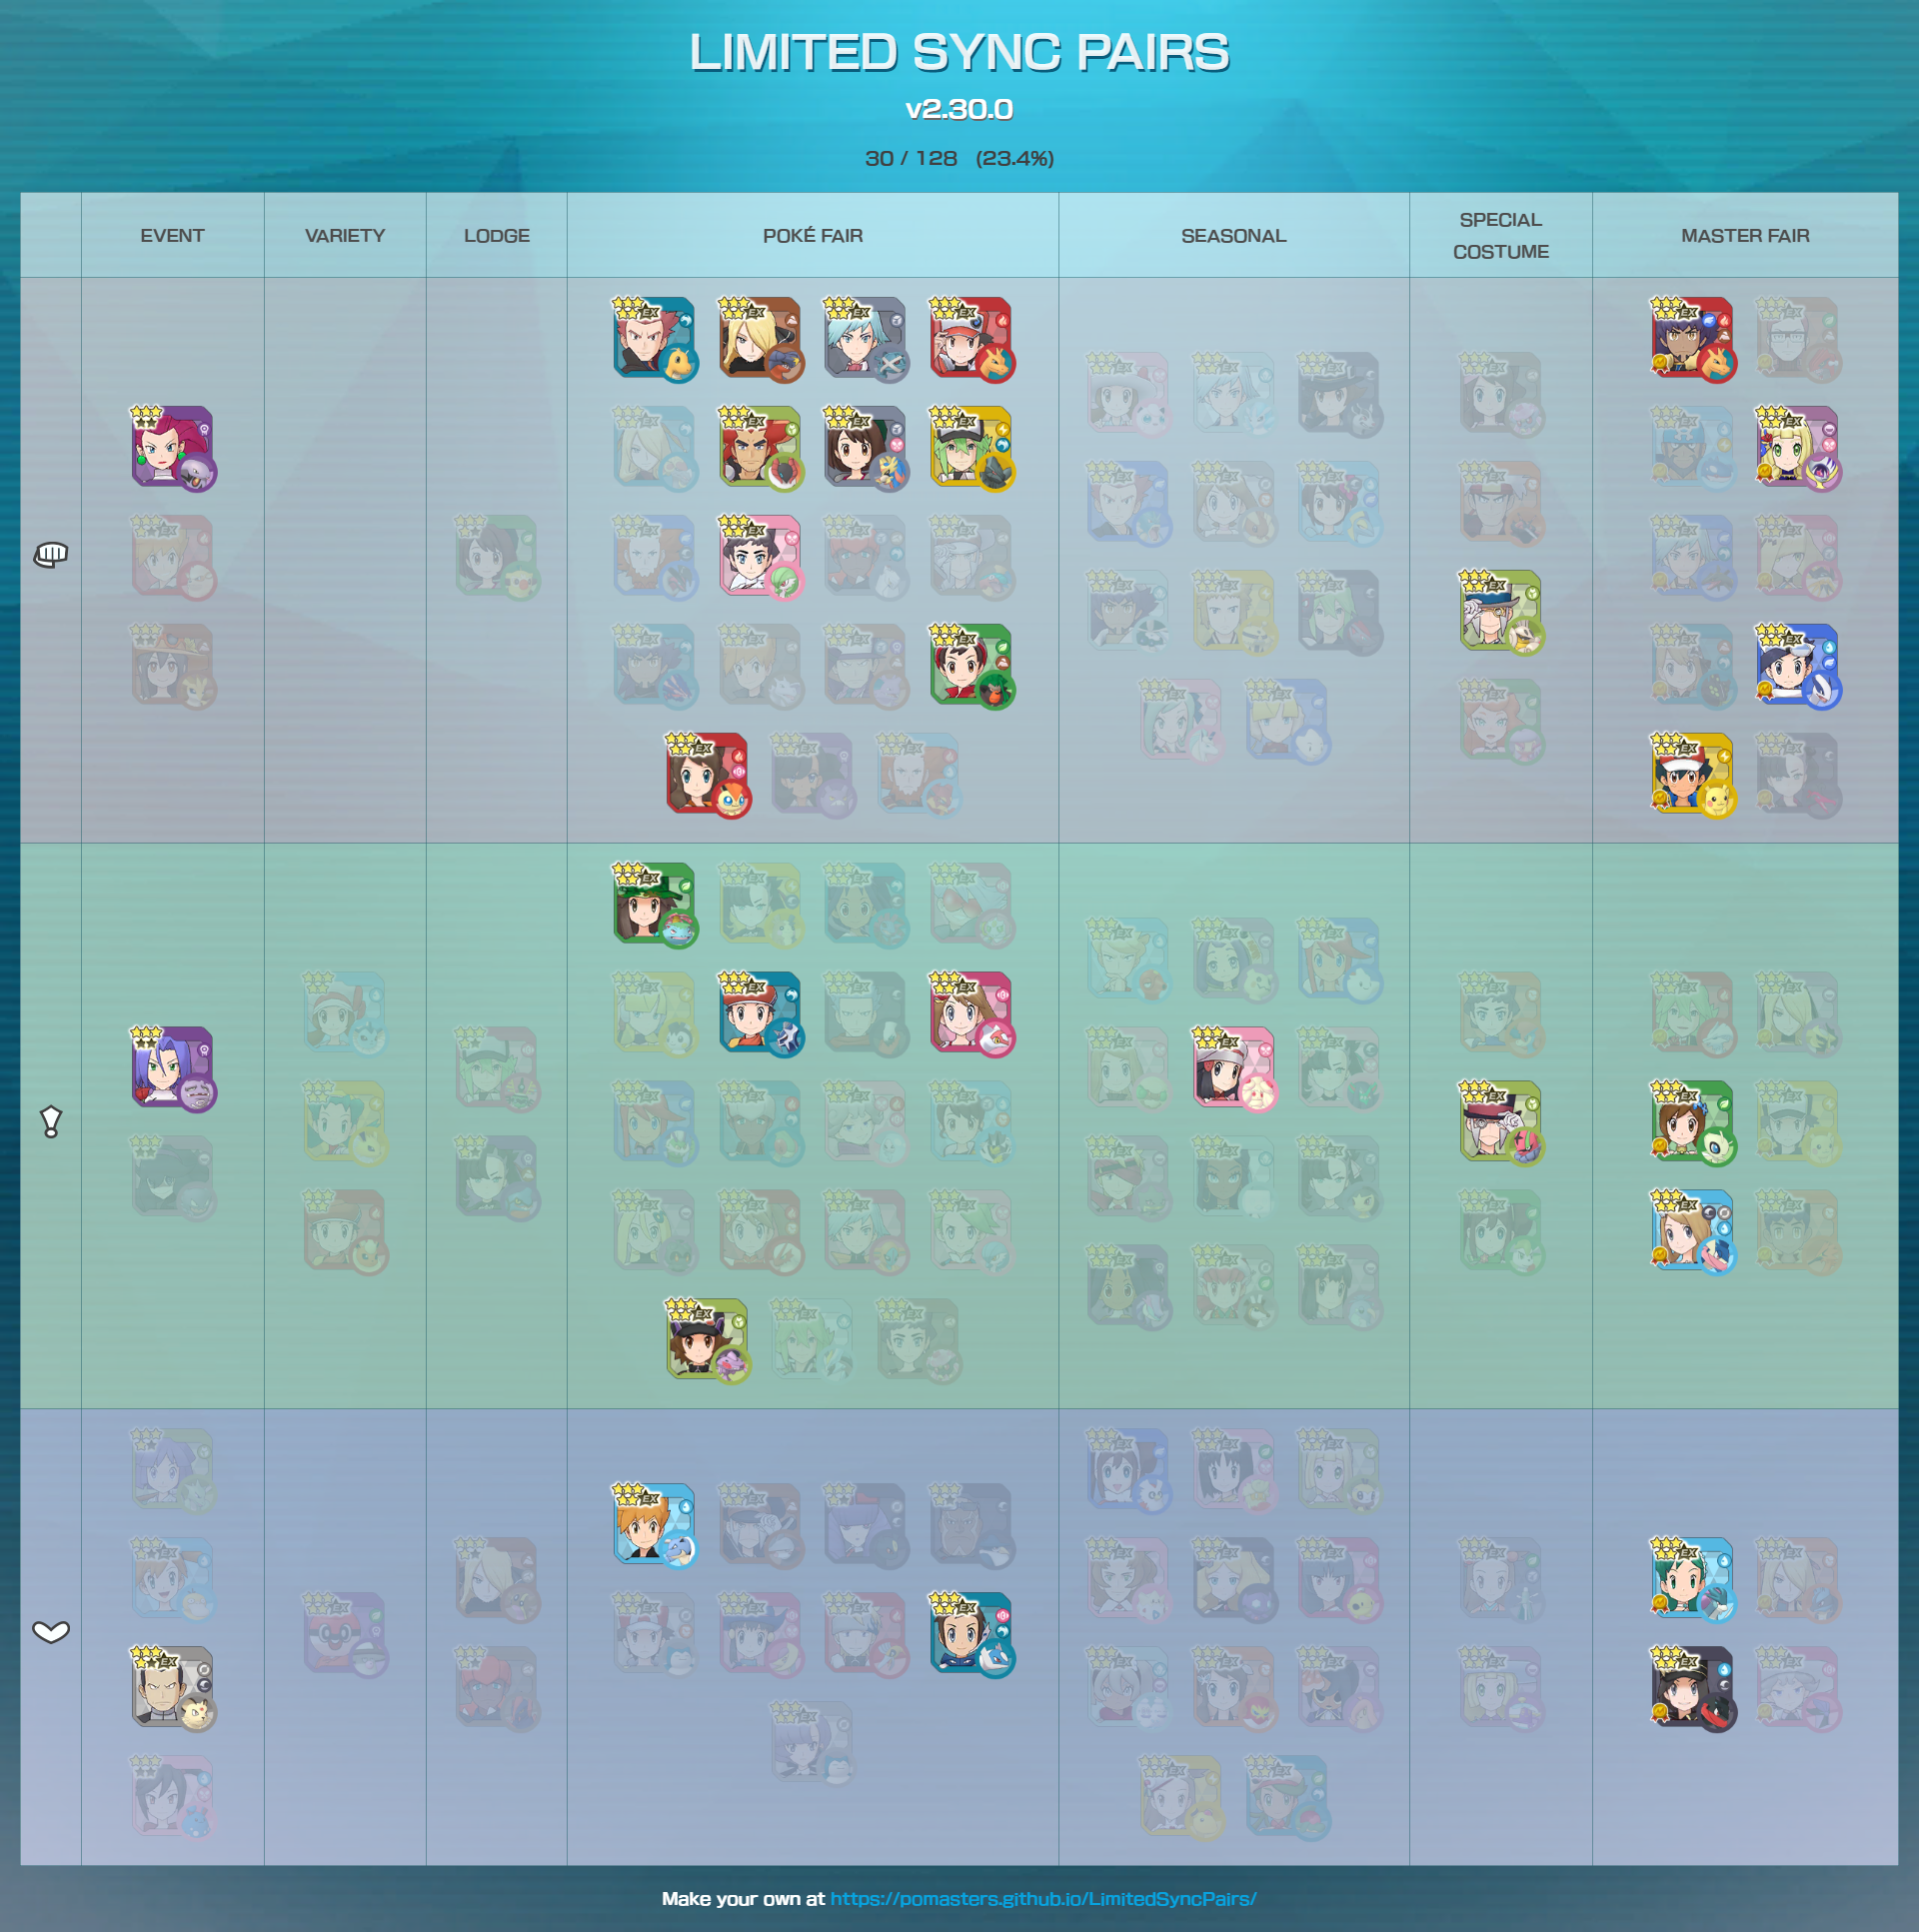 LIMITED SYNC PAIRS
v2.30.0
30 / 128 (23.4%)
EVENT
VARIETY
LODGE
POKÉ FAIR
SEASONAL
SPECIAL
COSTUME
MASTER FAIR
Make your own at https://pomasters.github.io/LimitedSyncPairs/